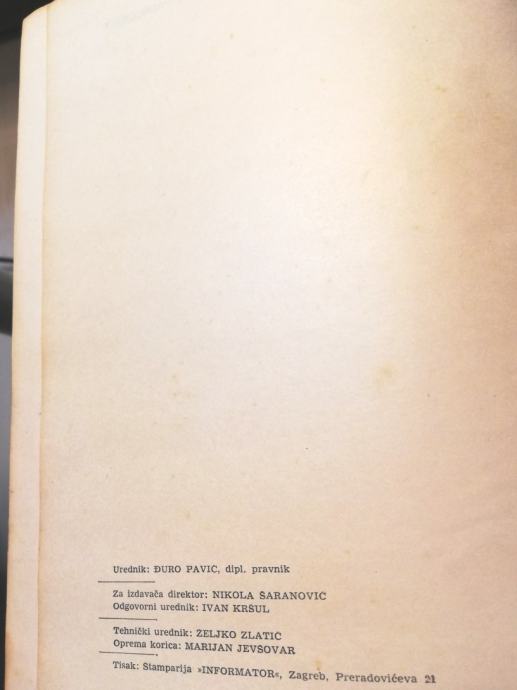 Urednik: ĐURO PAVIĆ, dipl. pravnik
Za izdavača direktor: NIKOLA ŠARANOVIĆ
Odgovorni urednik: IVAN KRŠUL
Tehnički urednik: ŽELJKO ZLATIĆ
Oprema korica: MARIJAN JEVŠOVAR
Tisak: Štamparija »INFORMATOR«, Zagreb, Preradovićeva 21